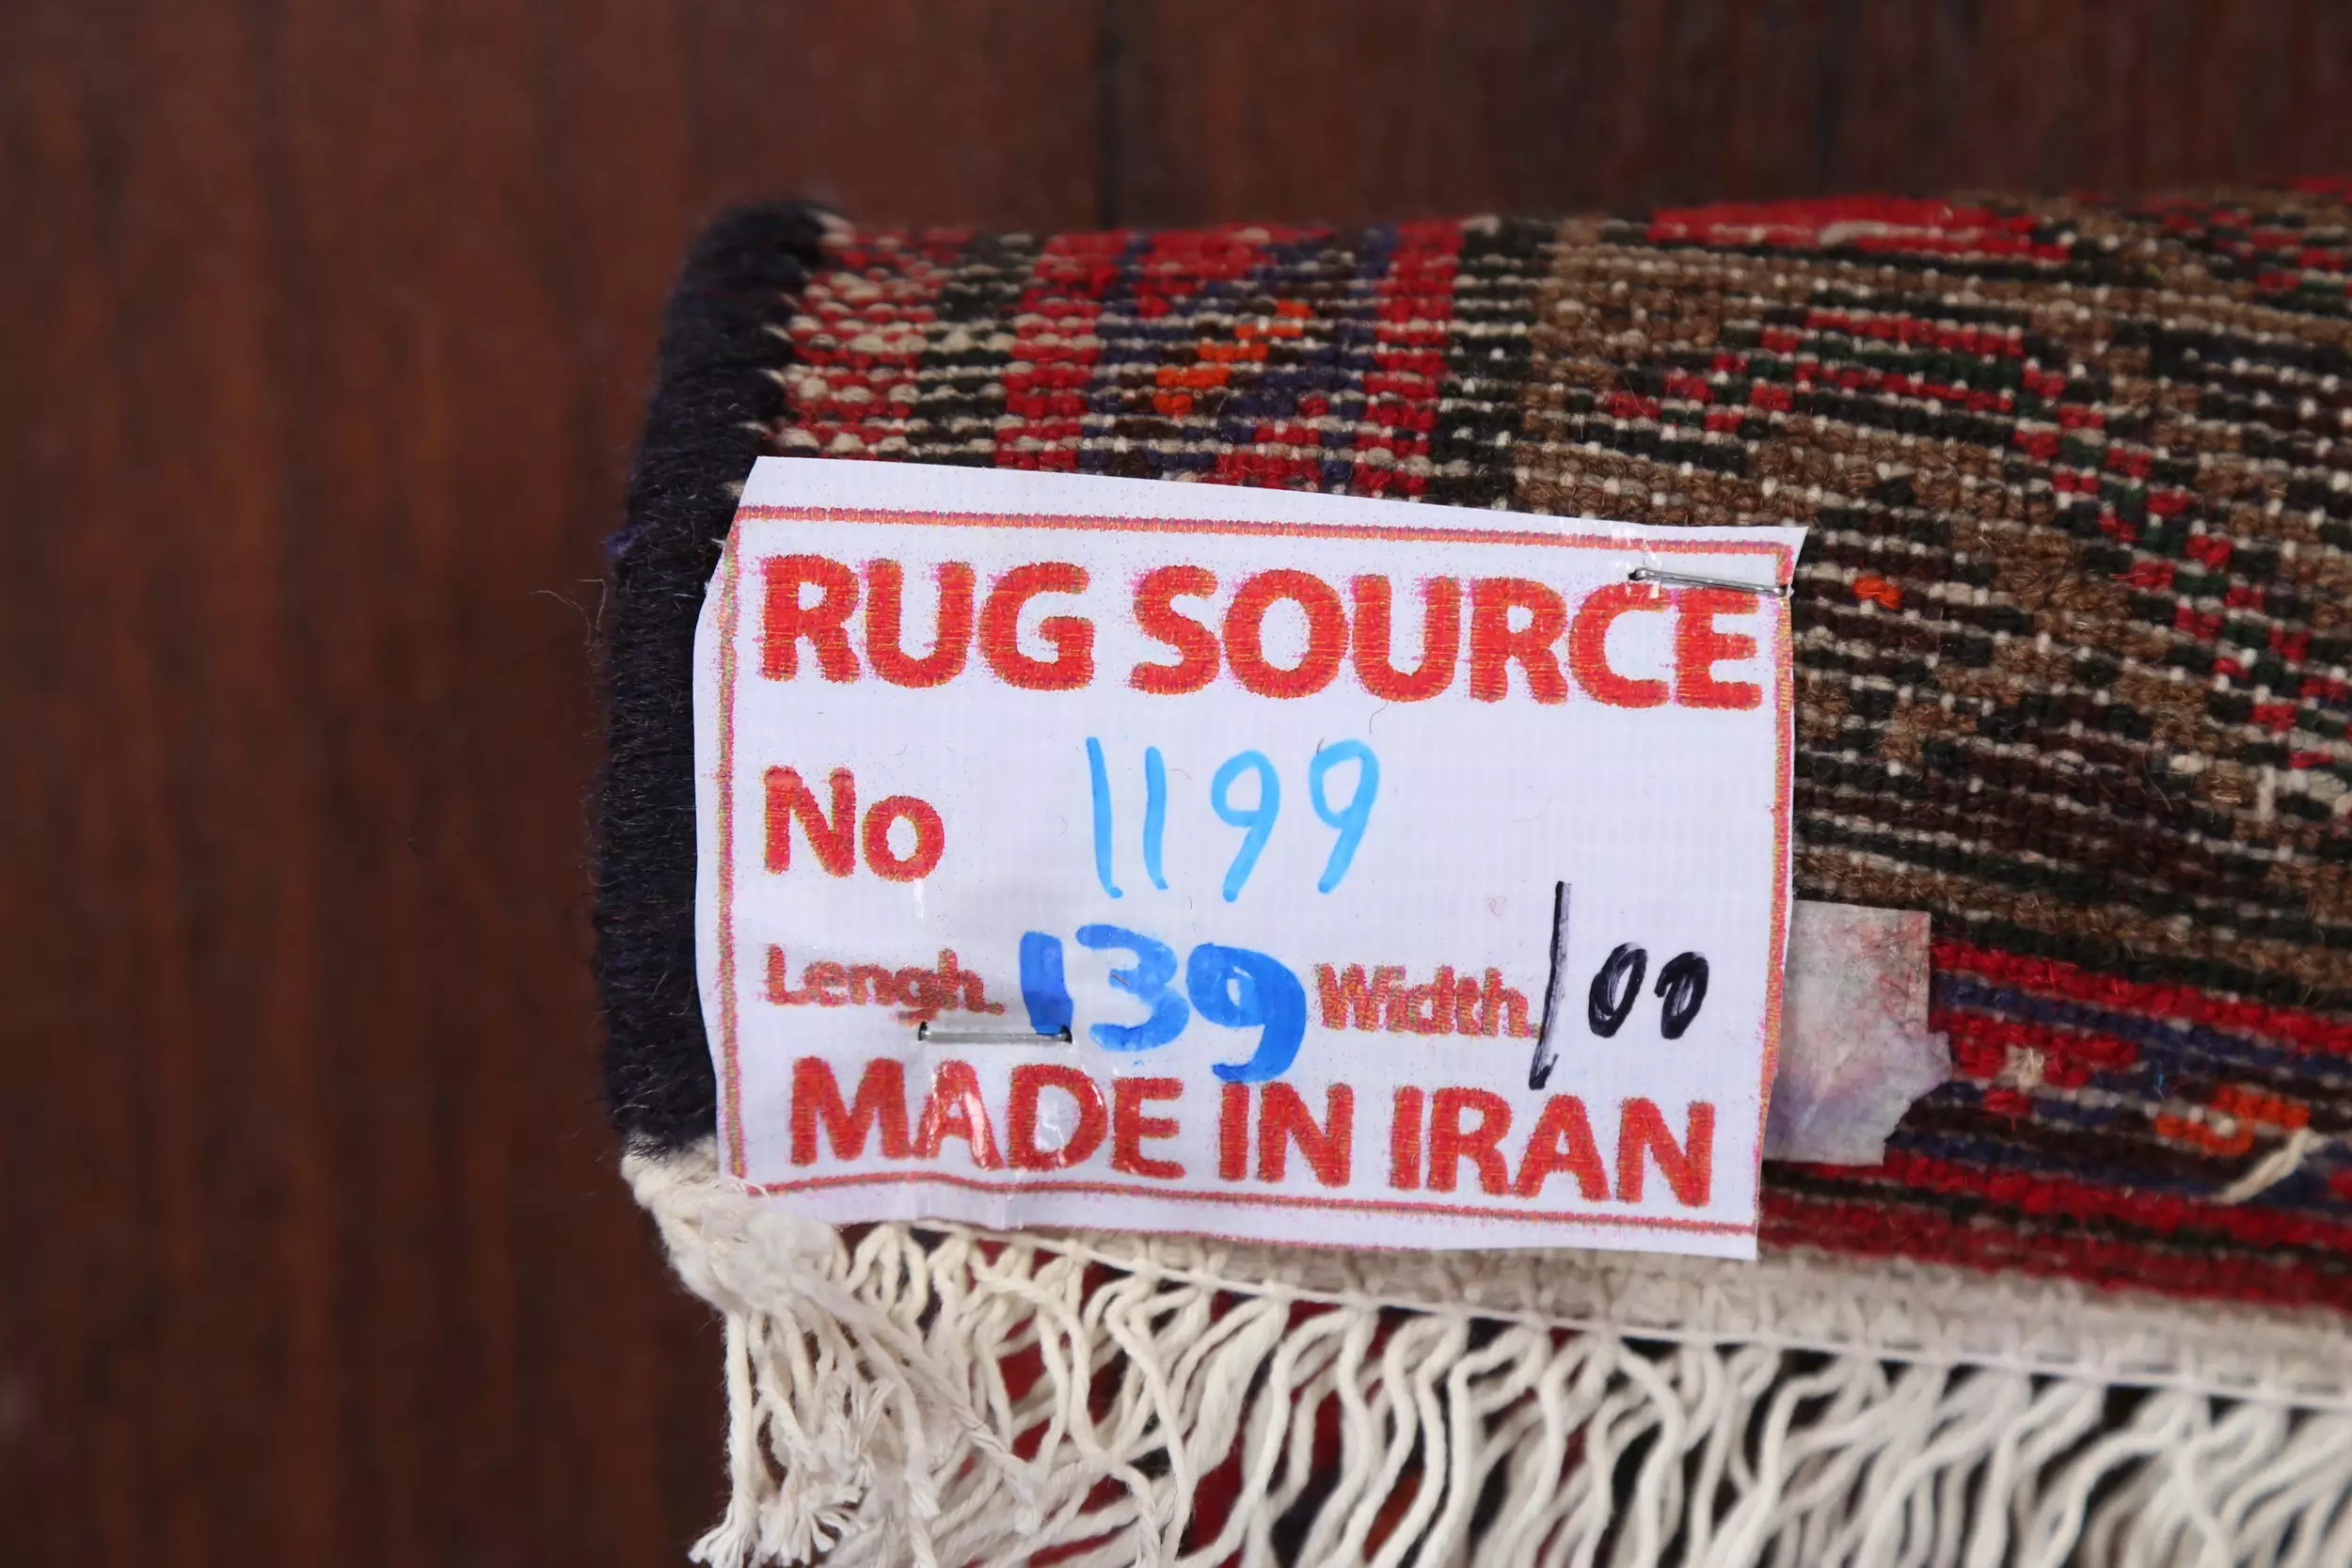 RUG SOURCE
No 1199
Lengh. 139 Width. 100
MADE IN IRAN